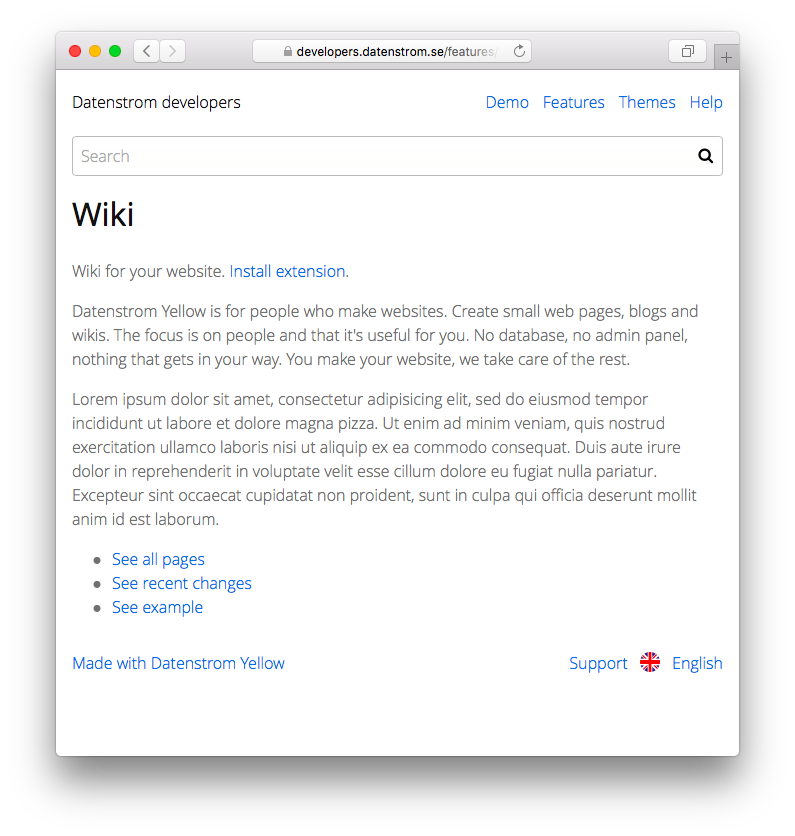 developers.datenstrom.se/features/
Datenstrom developers
Demo Features Themes Help
Search
Wiki
Wiki for your website. Install extension.
Datenstrom Yellow is for people who make websites. Create small web pages, blogs and
wikis. The focus is on people and that it's useful for you. No database, no admin panel,
nothing that gets in your way. You make your website, we take care of the rest.
Lorem ipsum dolor sit amet, consectetur adipisicing elit, sed do eiusmod tempor
incididunt ut labore et dolore magna pizza. Ut enim ad minim veniam, quis nostrud
exercitation ullamco laboris nisi ut aliquip ex ea commodo consequat. Duis aute irure
dolor in reprehenderit in voluptate velit esse cillum dolore eu fugiat nulla pariatur.
Excepteur sint occaecat cupidatat non proident, sunt in culpa qui officia deserunt mollit
anim id est laborum.
See all pages
See recent changes
See example
Made with Datenstrom Yellow
Support English